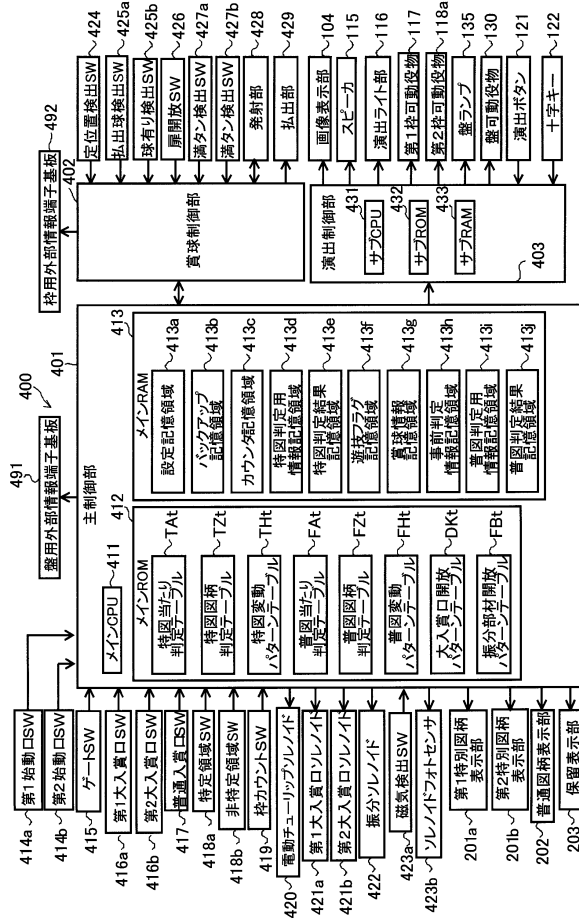 400
491
盤用外部情報端子基板
492
枠用外部情報端子基板
401
主制御部
411
メインCPU
412
メインROM
特図当たり
判定テーブル
TAt
特図図柄
判定テーブル
TZt
特図変動
パターンテーブル
THt
普図当たり
判定テーブル
FAt
普図図柄
判定テーブル
FZt
普図変動
パターンテーブル
FHt
大入賞口開放
パターンテーブル
DKt
振分部材開放
パターンテーブル
FBt
413
メインRAM
設定記憶領域
413a
バックアップ
記憶領域
413b
カウンタ記憶領域
413c
特図判定用
情報記憶領域
413d
特図判定結果
記憶領域
413e
遊技フラグ
記憶領域
413f
賞球情報
記憶領域
413g
事前判定
情報記憶領域
413h
普図判定用
情報記憶領域
413i
普図判定結果
記憶領域
413j
414a
第1始動口SW
414b
第2始動口SW
415
ゲートSW
416a
第1大入賞口SW
416b
第2大入賞口SW
417
普通入賞口SW
418a
特定領域SW
418b
非特定領域SW
419
枠カウントSW
420
電動チューリップソレノイド
421a
第1大入賞口ソレノイド
421b
第2大入賞口ソレノイド
422
振分ソレノイド
423a
磁気検出SW
423b
ソレノイドフォトセンサ
201a
第1特別図柄
表示部
201b
第2特別図柄
表示部
202
普通図柄表示部
203
保留表示部
402
賞球制御部
定位置検出SW
424
払出球検出SW
425a
球有り検出SW
425b
扉開放SW
426
満タン検出SW
427a
満タン検出SW
427b
発射部
428
払出部
429
403
演出制御部
431
サブCPU
432
サブROM
433
サブRAM
画像表示部
104
スピーカ
115
演出ライト部
116
第1枠可動役物
117
第2枠可動役物
118a
盤ランプ
135
盤可動役物
130
演出ボタン
121
十字キー
122